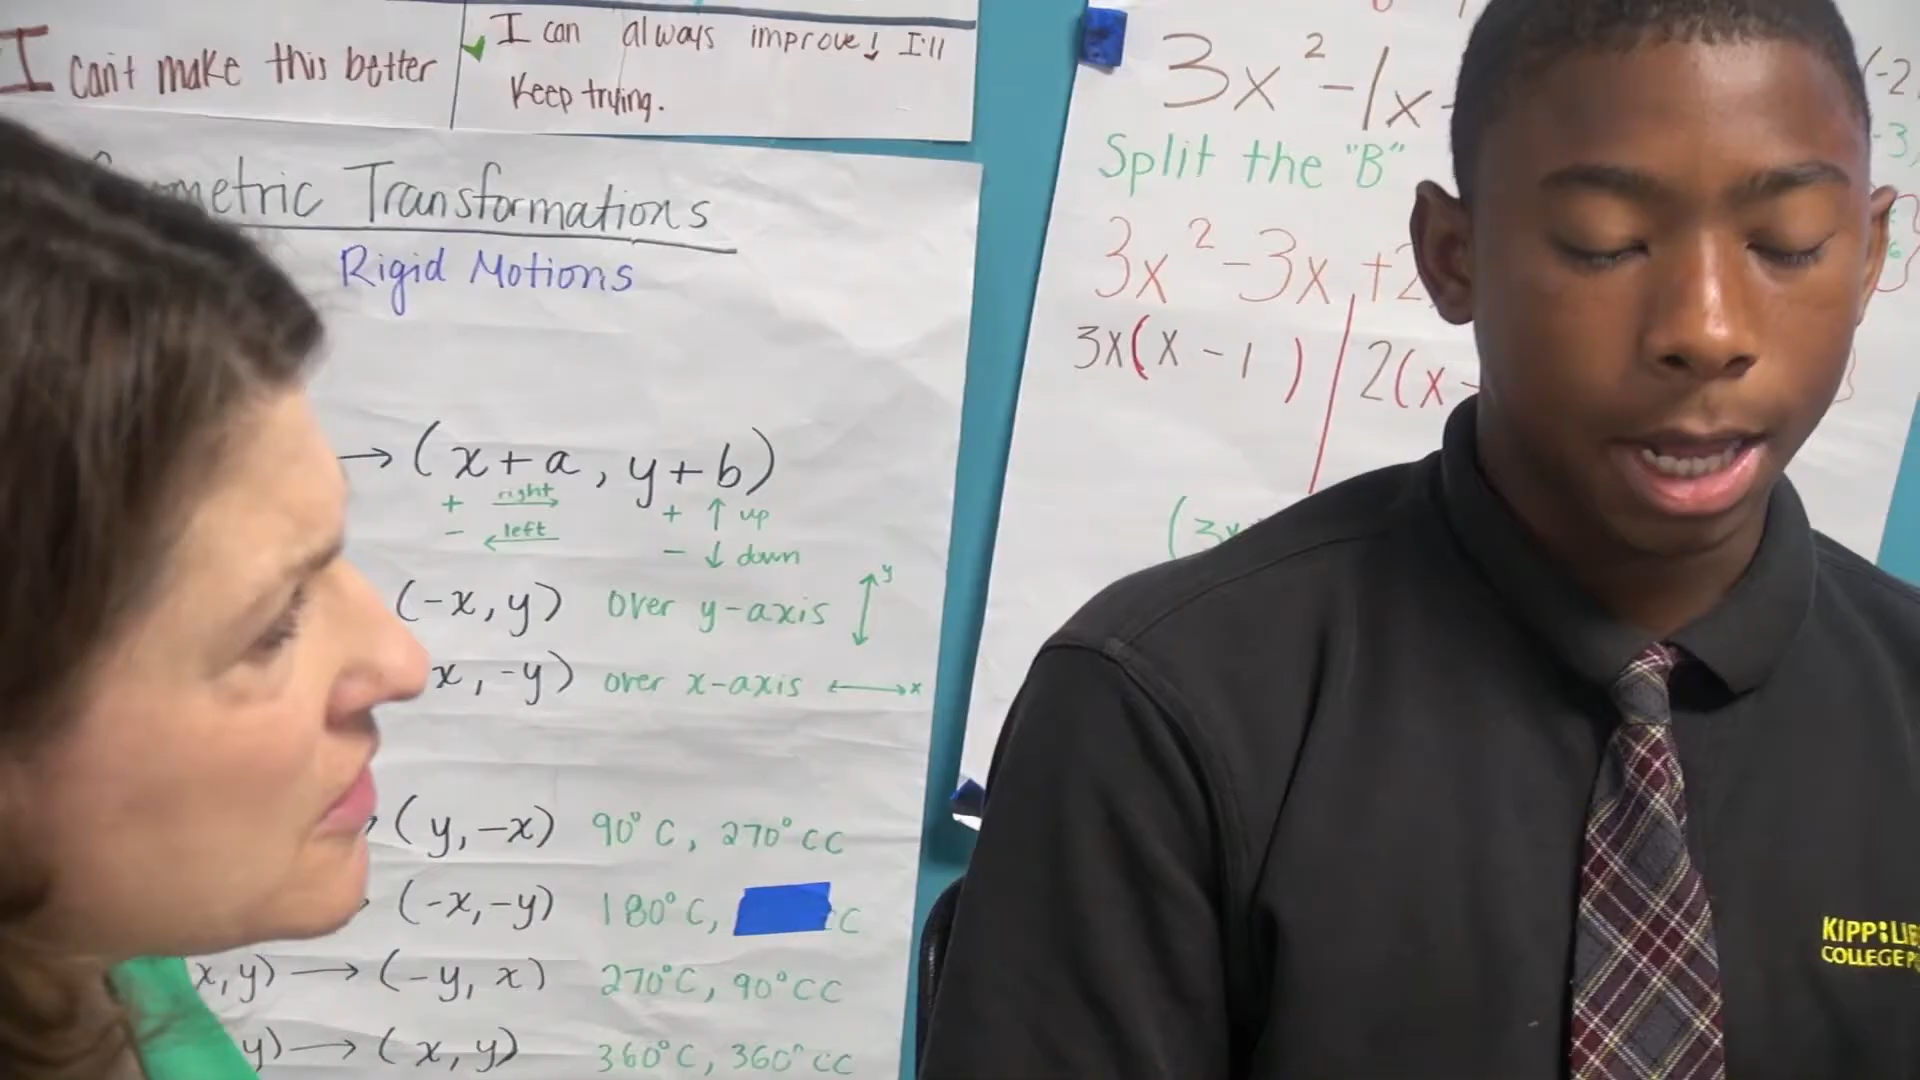 I can't make this better
I can always improve! I'll
Keep trying.
metric Transformations
Rigid Motions
→ (x+a, y+b)
+ right
- left
+ ↑ up
- ↓ down
(-x, y) over y-axis y
x, -y) over x-axis x
(y, -x) 90° C, 270° CC
(-x, -y) 180° C, C
x, y) → (-y, x) 270° C, 90° CC
y) → (x, y) 360° C, 360° CC
3x² - 1x
Split the "B"
3x² - 3x + 2
3x(x - 1) 2(x -
(3x
KIPP:LIB
COLLEGE P